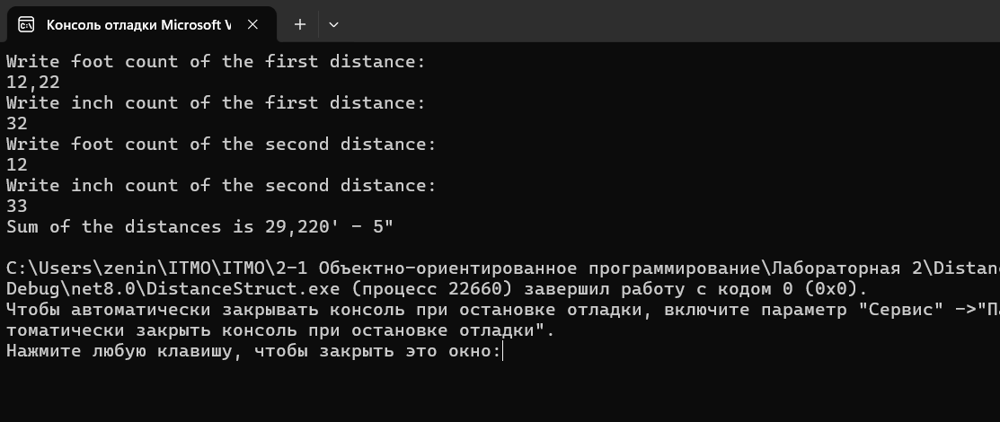 Консоль отладки Microsoft V
Write foot count of the first distance:
12,22
Write inch count of the first distance:
32
Write foot count of the second distance:
12
Write inch count of the second distance:
33
Sum of the distances is 29,220' - 5"
C:\Users\zenin\ITMO\ITMO\2-1 Объектно-ориентированное программирование\Лабораторная 2\Distanc
Debug\net8.0\DistanceStruct.exe (процесс 22660) завершил работу с кодом 0 (0x0).
Чтобы автоматически закрывать консоль при остановке отладки, включите параметр "Сервис" ->"Па
томатически закрыть консоль при остановке отладки".
Нажмите любую клавишу, чтобы закрыть это окно: